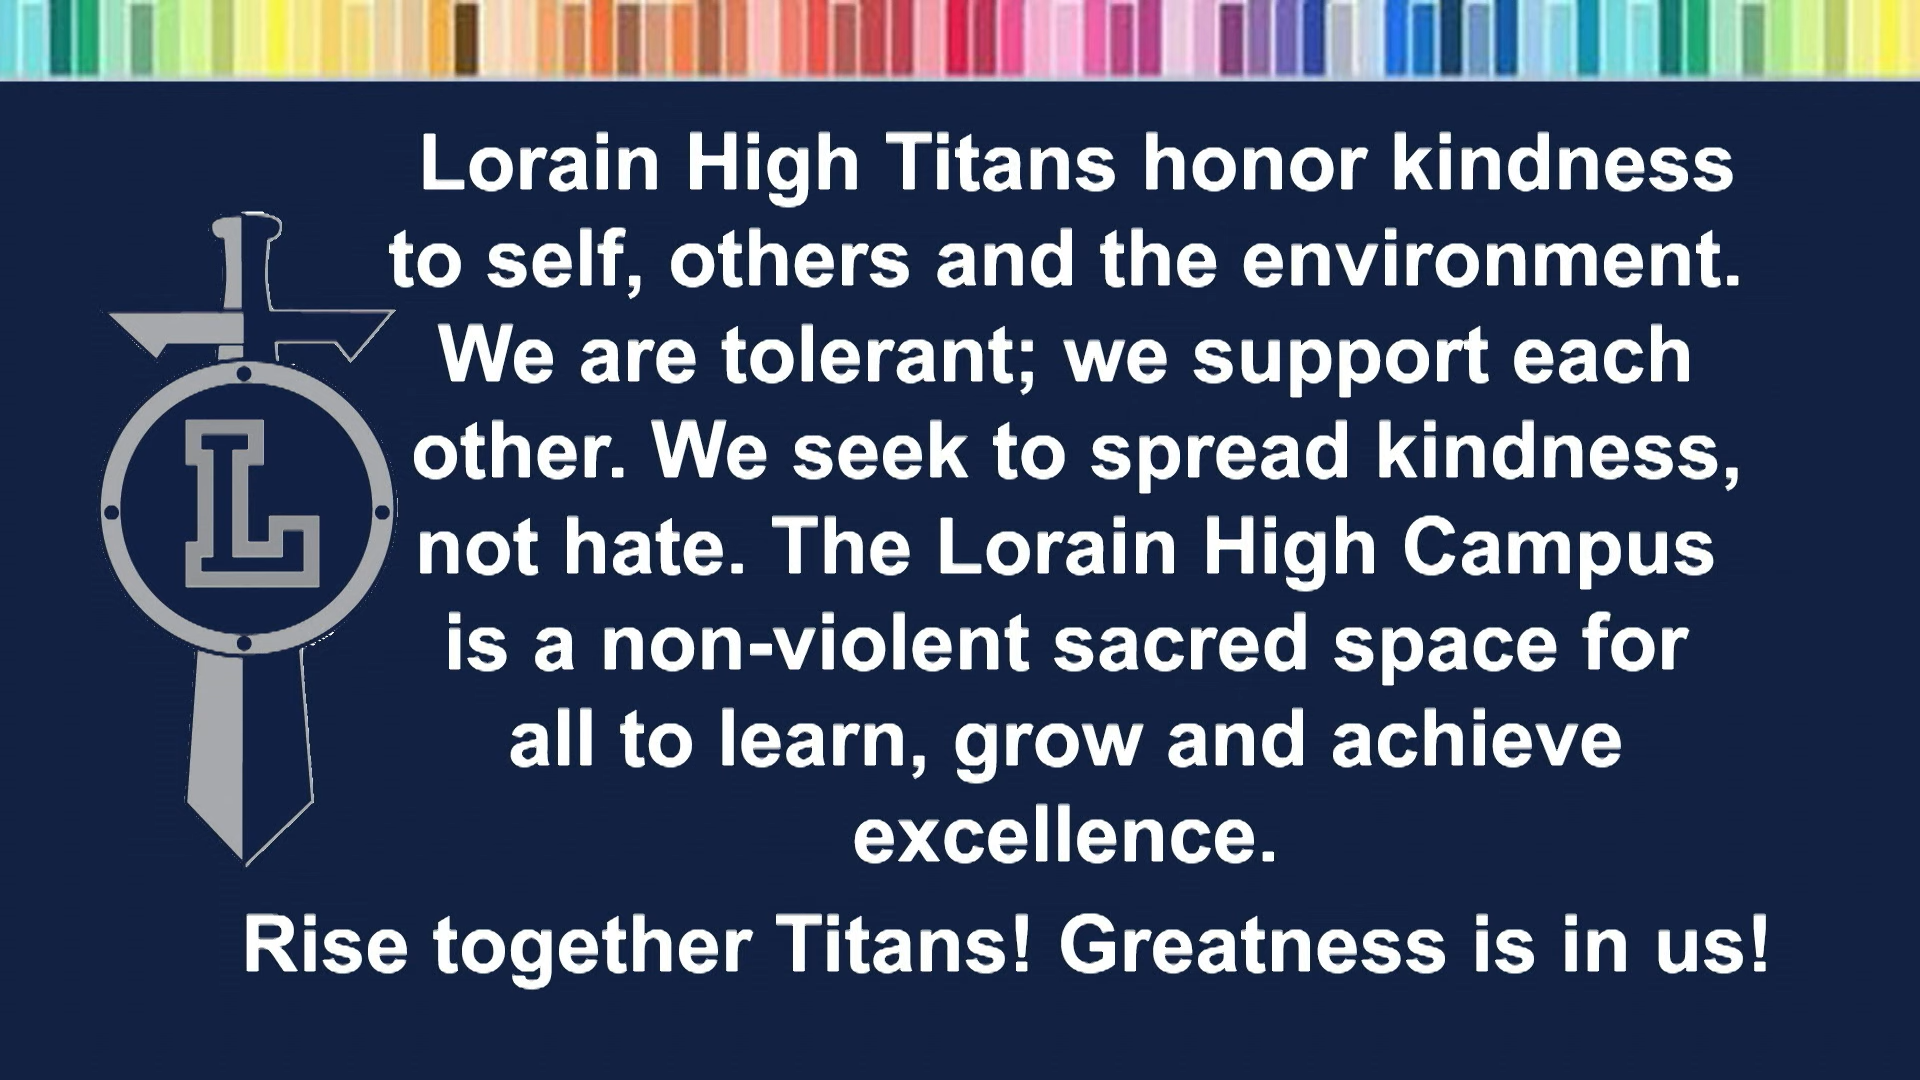 Lorain High Titans honor kindness
to self, others and the environment.
We are tolerant; we support each
other. We seek to spread kindness,
not hate. The Lorain High Campus
is a non-violent sacred space for
all to learn, grow and achieve
excellence.
Rise together Titans! Greatness is in us!
L